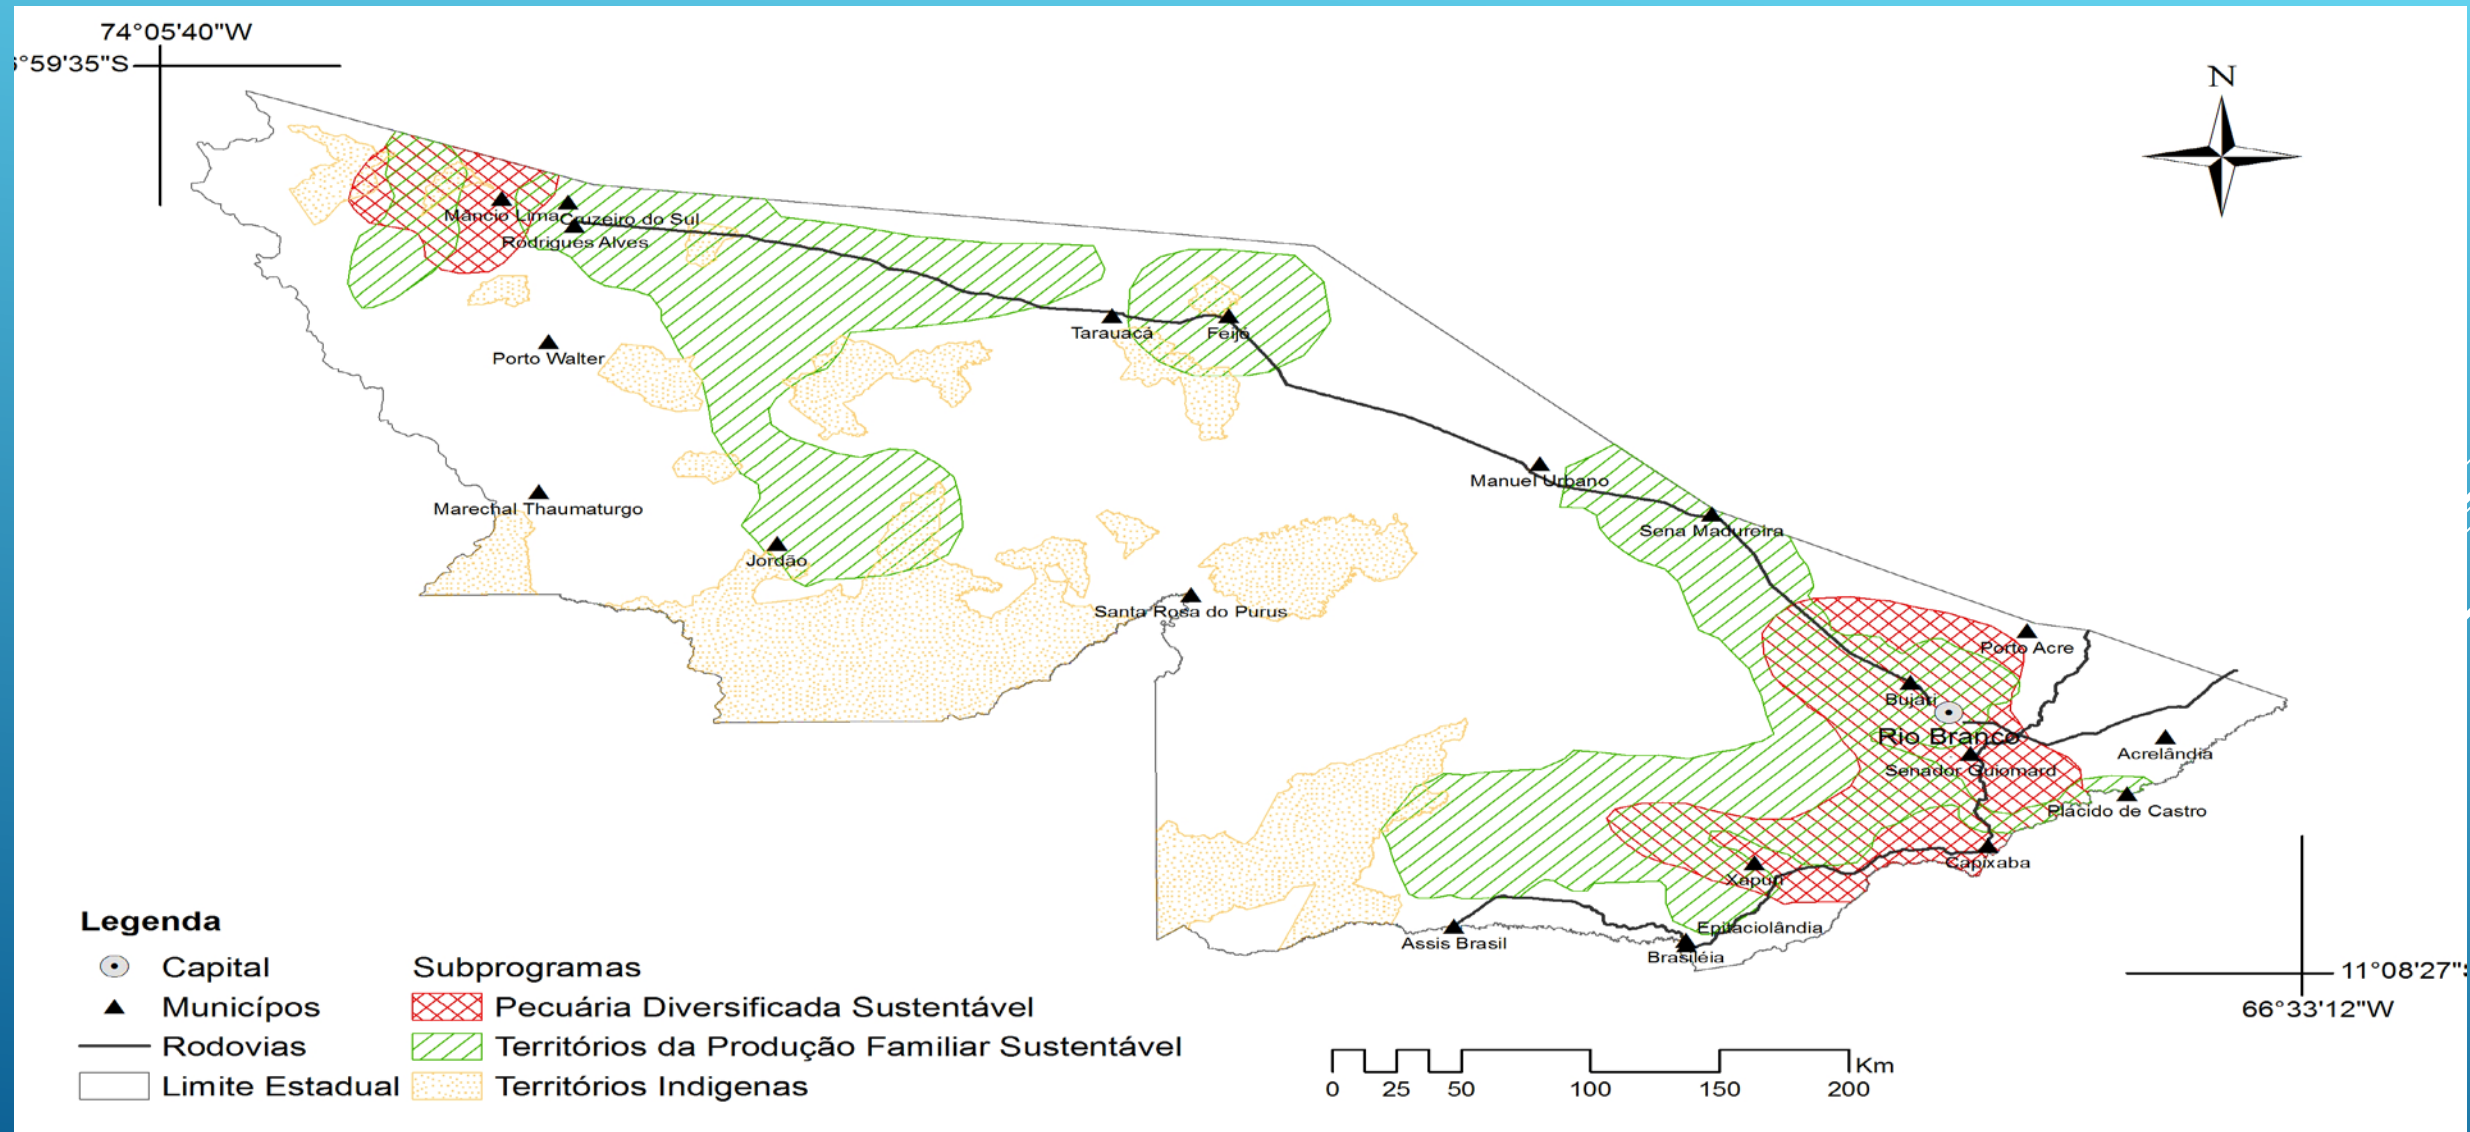 74°05'40"W
°59'35"S
N
Mâncio Lima
Cruzeiro do Sul
Rodrigues Alves
Tarauacá
Feijó
Porto Walter
Manuel Urbano
Marechal Thaumaturgo
Sena Madureira
Jordão
Santa Rosa do Purus
Porto Acre
Bujari
Rio Branco
Acrelândia
Senador Guiomard
Plácido de Castro
Capixaba
Xapuri
Epitaciolândia
Assis Brasil
Brasiléia
11°08'27"
66°33'12"W
Legenda
Capital
Municípos
Rodovias
Limite Estadual
Subprogramas
Pecuária Diversificada Sustentável
Territórios da Produção Familiar Sustentável
Territórios Indigenas
Km
0 25 50 100 150 200